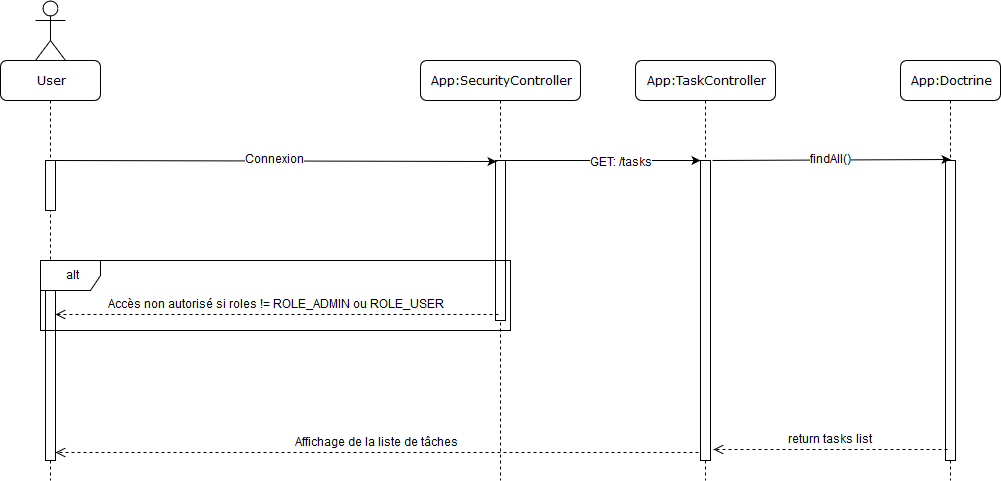 User
App:SecurityController
App:TaskController
App:Doctrine
Connexion
GET: /tasks
findAll()
alt
Accès non autorisé si roles != ROLE_ADMIN ou ROLE_USER
Affichage de la liste de tâches
return tasks list